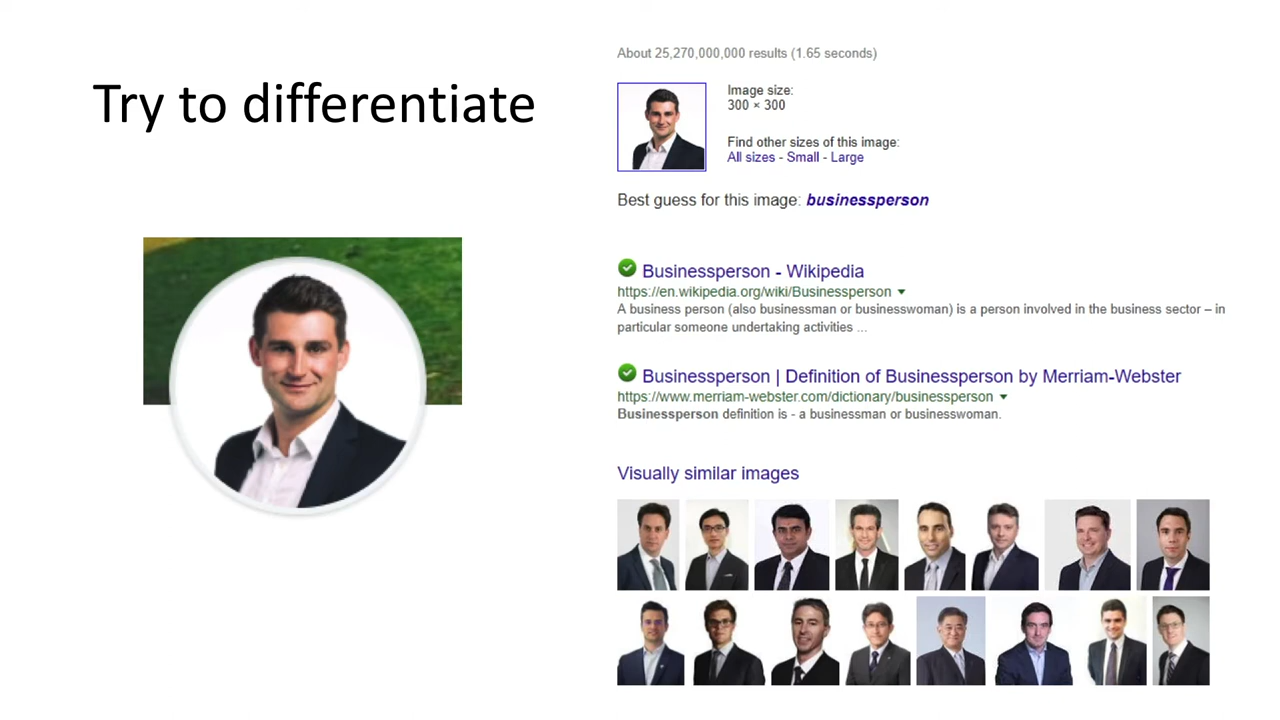 Try to differentiate
About 25,270,000,000 results (1.65 seconds)
Image size:
300 × 300
Find other sizes of this image:
All sizes - Small - Large
Best guess for this image: businessperson
Businessperson - Wikipedia
https://en.wikipedia.org/wiki/Businessperson
A business person (also businessman or businesswoman) is a person involved in the business sector – in
particular someone undertaking activities ...
Businessperson | Definition of Businessperson by Merriam-Webster
https://www.merriam-webster.com/dictionary/businessperson
Businessperson definition is - a businessman or businesswoman.
Visually similar images